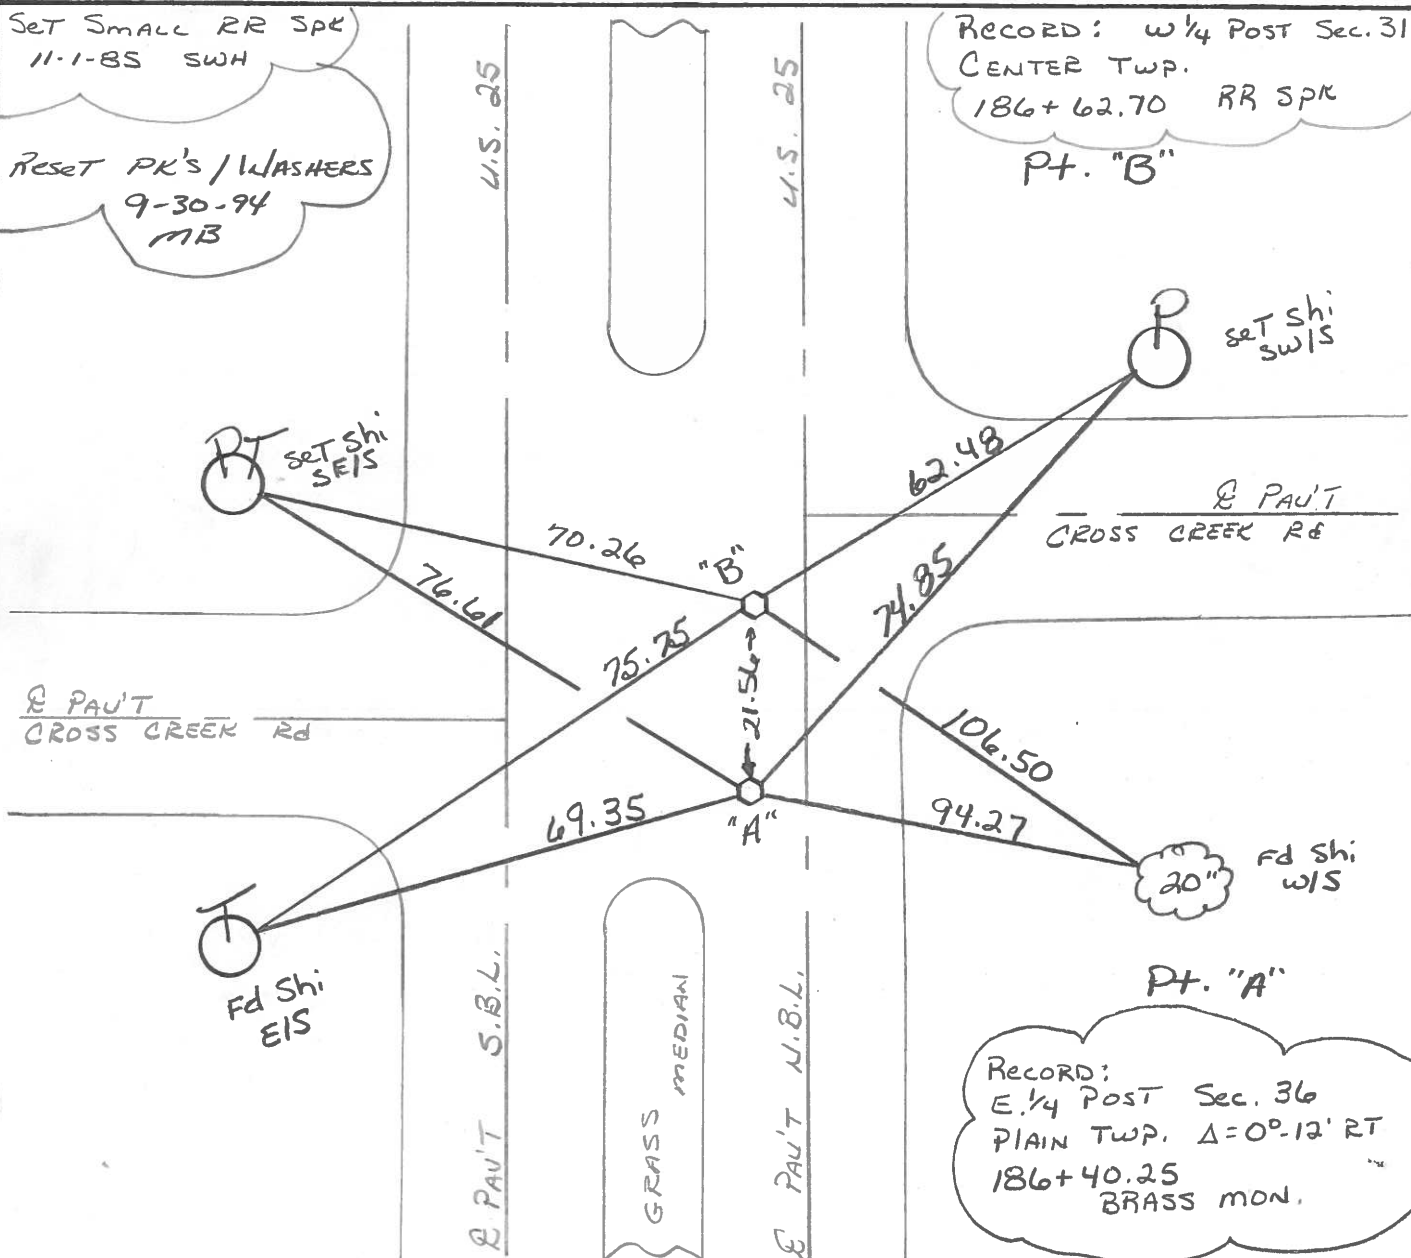 SET SMALL RR SPK
11-1-85 SWH
RESET PK'S / WASHERS
9-30-94
MB
U.S. 25
U.S. 25
RECORD: W 1/4 POST Sec. 31
CENTER TWP.
186+62.70 RR SPK
Pt. "B"
P
SET Shi
SW/S
PT
SET Shi
SE/S
62.48
℄ PAV'T
CROSS CREEK Rd
70.26
"B"
76.61
74.85
75.75
21.56
℄ PAV'T
CROSS CREEK Rd
106.50
69.35
"A"
94.27
20"
Fd Shi
W/S
T
Fd Shi
E/S
Pt. "A"
℄ PAV'T S.B.L.
GRASS MEDIAN
℄ PAV'T N.B.L.
RECORD:
E. 1/4 POST Sec. 36
PLAIN TWP. Δ=0°-12' RT
186+40.25
BRASS MON.